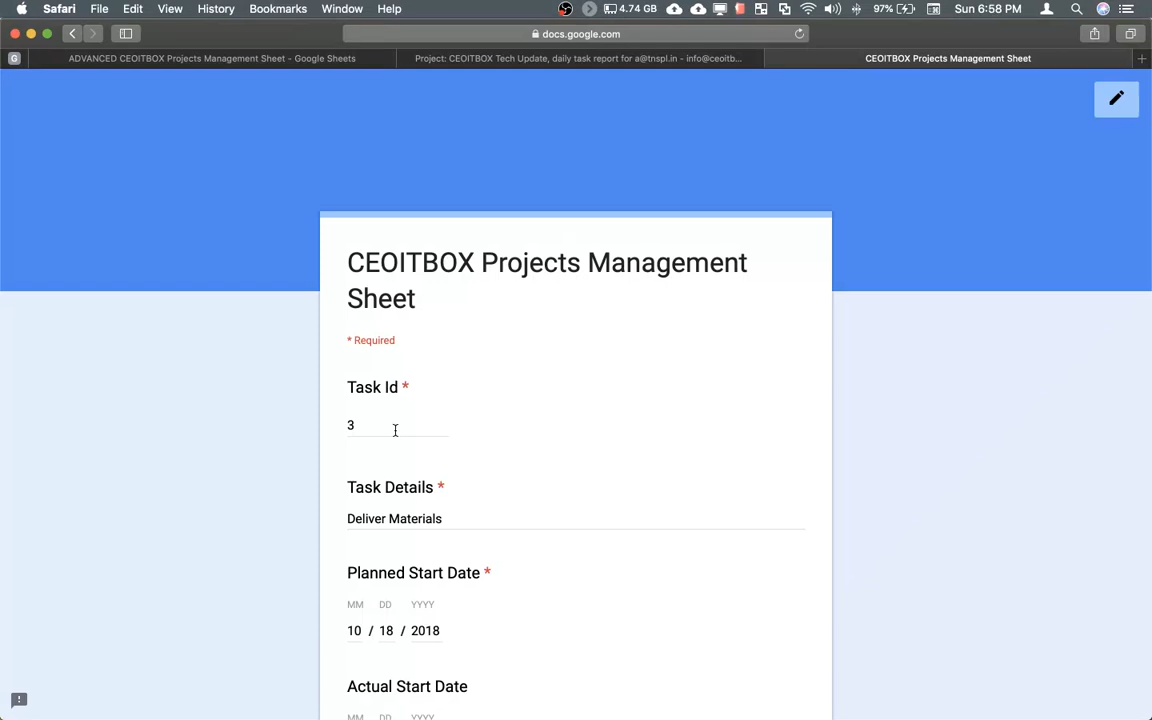 Safari File Edit View History Bookmarks Window Help 4.74 GB 97% Sun 6:58 PM
docs.google.com
G ADVANCED CEOITBOX Projects Management Sheet - Google Sheets Project: CEOITBOX Tech Update, daily task report for a@tnspl.in - info@ceoitb... CEOITBOX Projects Management Sheet
CEOITBOX Projects Management
Sheet
* Required
Task Id *
3
Task Details *
Deliver Materials
Planned Start Date *
MM DD YYYY
10 / 18 / 2018
Actual Start Date
MM DD YYYY